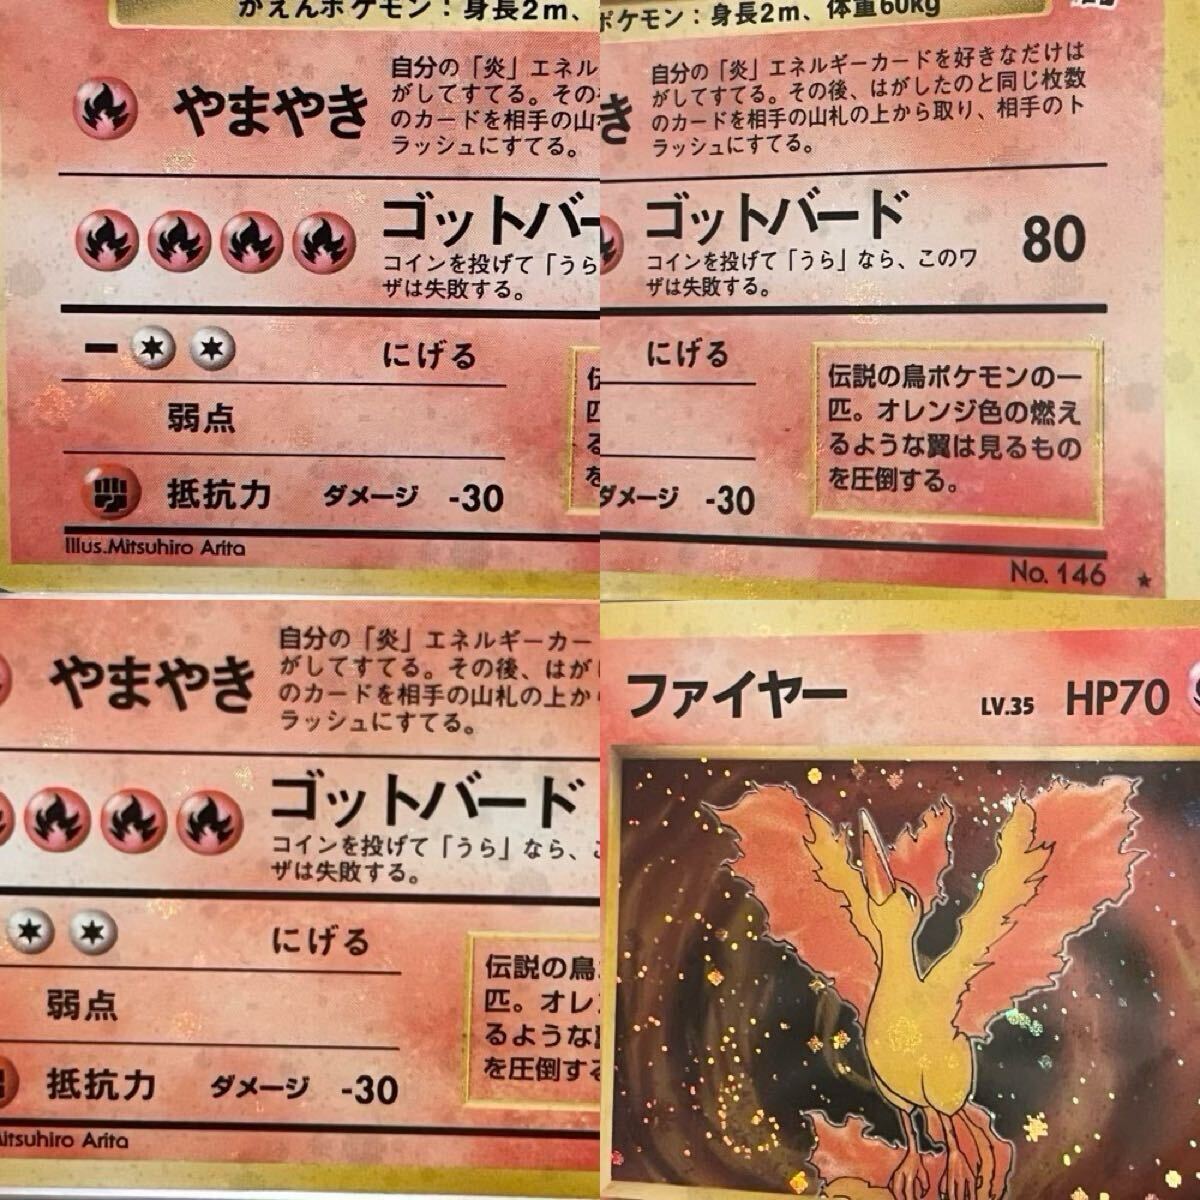 かえんポケモン：身長2m、
やまやき
自分の「炎」エネル
がしてすてる。その
のカードを相手の山
ラッシュにすてる。
ゴットバー
コインを投げて「うら
ザは失敗する。
にげる
弱点
抵抗力 ダメージ -30
Illus.Mitsuhiro Arita
伝
匹
る
を
ポケモン：身長2m、体重60kg
き
自分の「炎」エネルギーカードを好きなだけは
がしてすてる。その後、はがしたのと同じ枚数
のカードを相手の山札の上から取り、相手のト
ラッシュにすてる。
ゴットバード 80
コインを投げて「うら」なら、このワ
ザは失敗する。
にげる
ダメージ -30
伝説の鳥ポケモンの一
匹。オレンジ色の燃え
るような翼は見るもの
を圧倒する。
No. 146 ★
やまやき
自分の「炎」エネルギーカー
がしてすてる。その後、はが
のカードを相手の山札の上か
ラッシュにすてる。
ゴットバード
コインを投げて「うら」なら、
ザは失敗する。
にげる
弱点
抵抗力 ダメージ -30
itsuhiro Arita
伝説の鳥
匹。オレ
るような
を圧倒す
ファイヤー LV.35 HP70